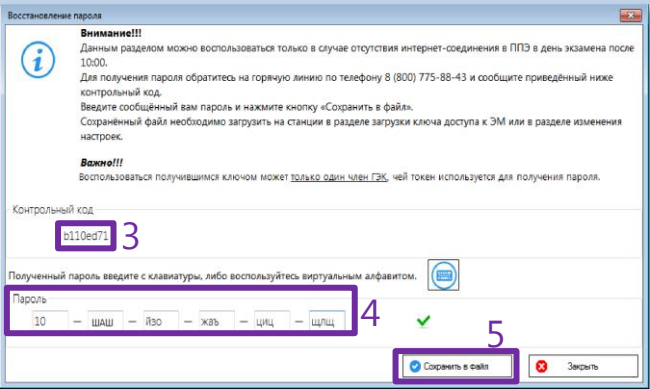 Восстановление пароля
Внимание!!!
Данным разделом можно воспользоваться только в случае отсутствия интернет-соединения в ППЭ в день экзамена после
10:00.
Для получения пароля обратитесь на горячую линию по телефону 8 (800) 775-88-43 и сообщите приведённый ниже
контрольный код.
Введите сообщённый вам пароль и нажмите кнопку «Сохранить в файл».
Сохранённый файл необходимо загрузить на станции в разделе загрузки ключа доступа к ЭМ или в разделе изменения
настроек.
Важно!!!
Воспользоваться получившимся ключом может только один член ГЭК, чей токен используется для получения пароля.
Контрольный код
b110ed71 3
Полученный пароль введите с клавиатуры, либо воспользуйтесь виртуальным алфавитом.
Пароль
10 – шаш – йзо – жаъ – циц – щлщ 4
5
Сохранить в файл Закрыть